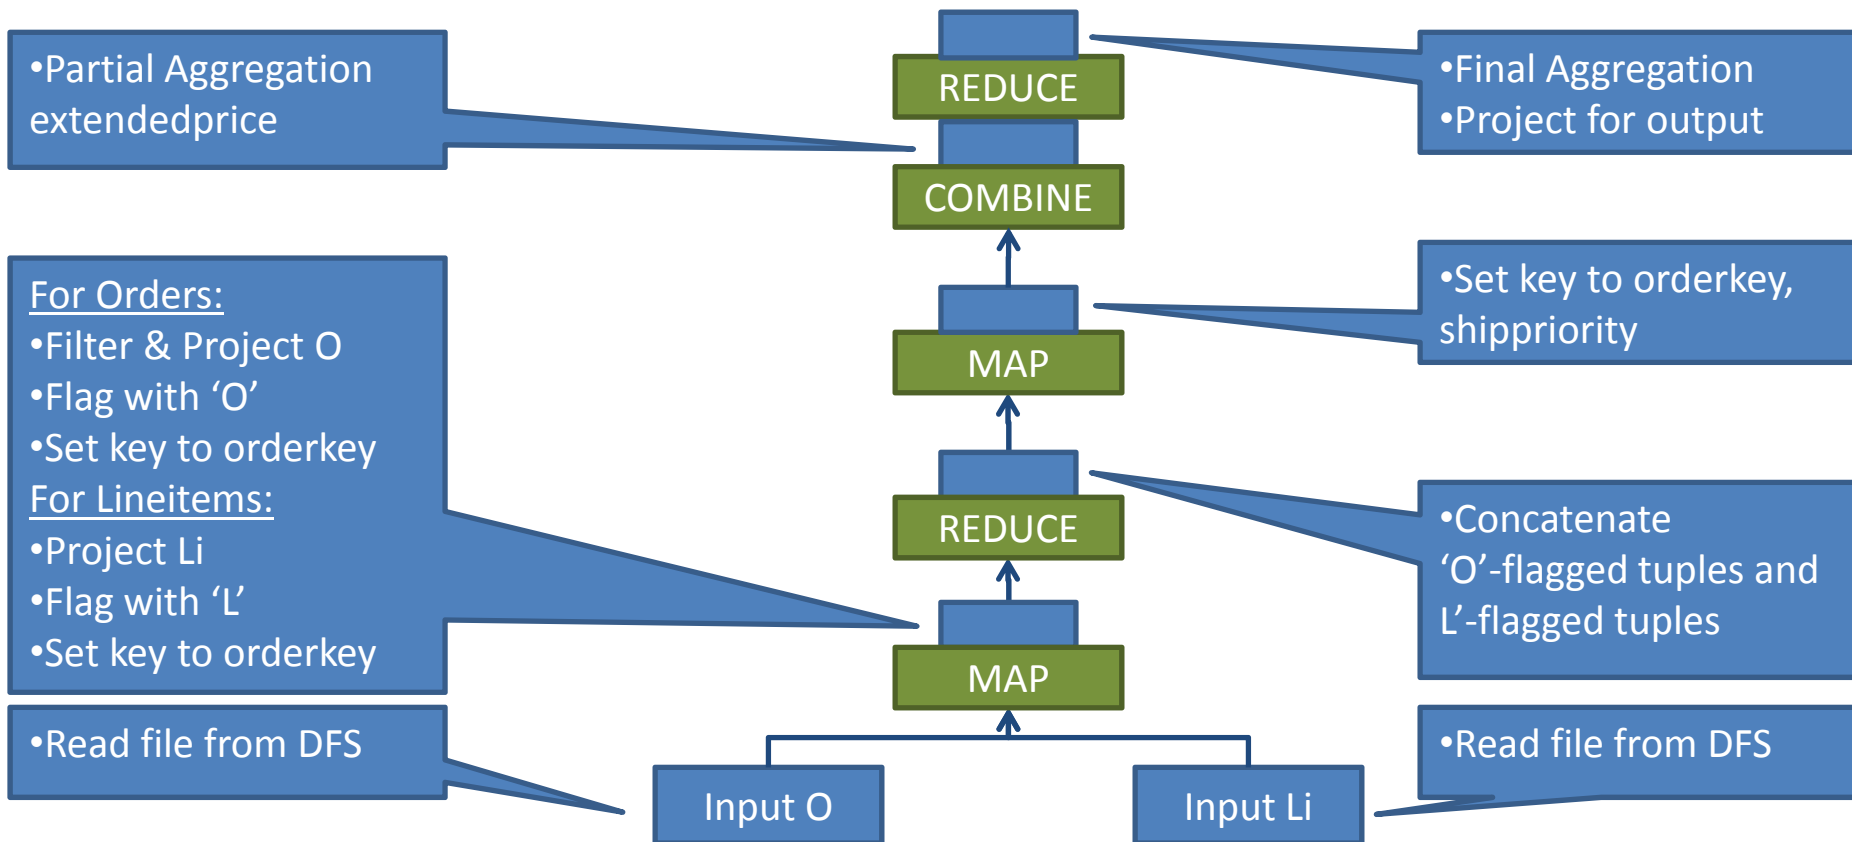 •Partial Aggregation
extendedprice
REDUCE
•Final Aggregation
•Project for output
COMBINE
For Orders:
•Filter & Project O
•Flag with ‘O’
•Set key to orderkey
For Lineitems:
•Project Li
•Flag with ‘L’
•Set key to orderkey
MAP
•Set key to orderkey,
shippriority
REDUCE
•Concatenate
‘O’-flagged tuples and
L’-flagged tuples
MAP
•Read file from DFS
Input O
Input Li
•Read file from DFS